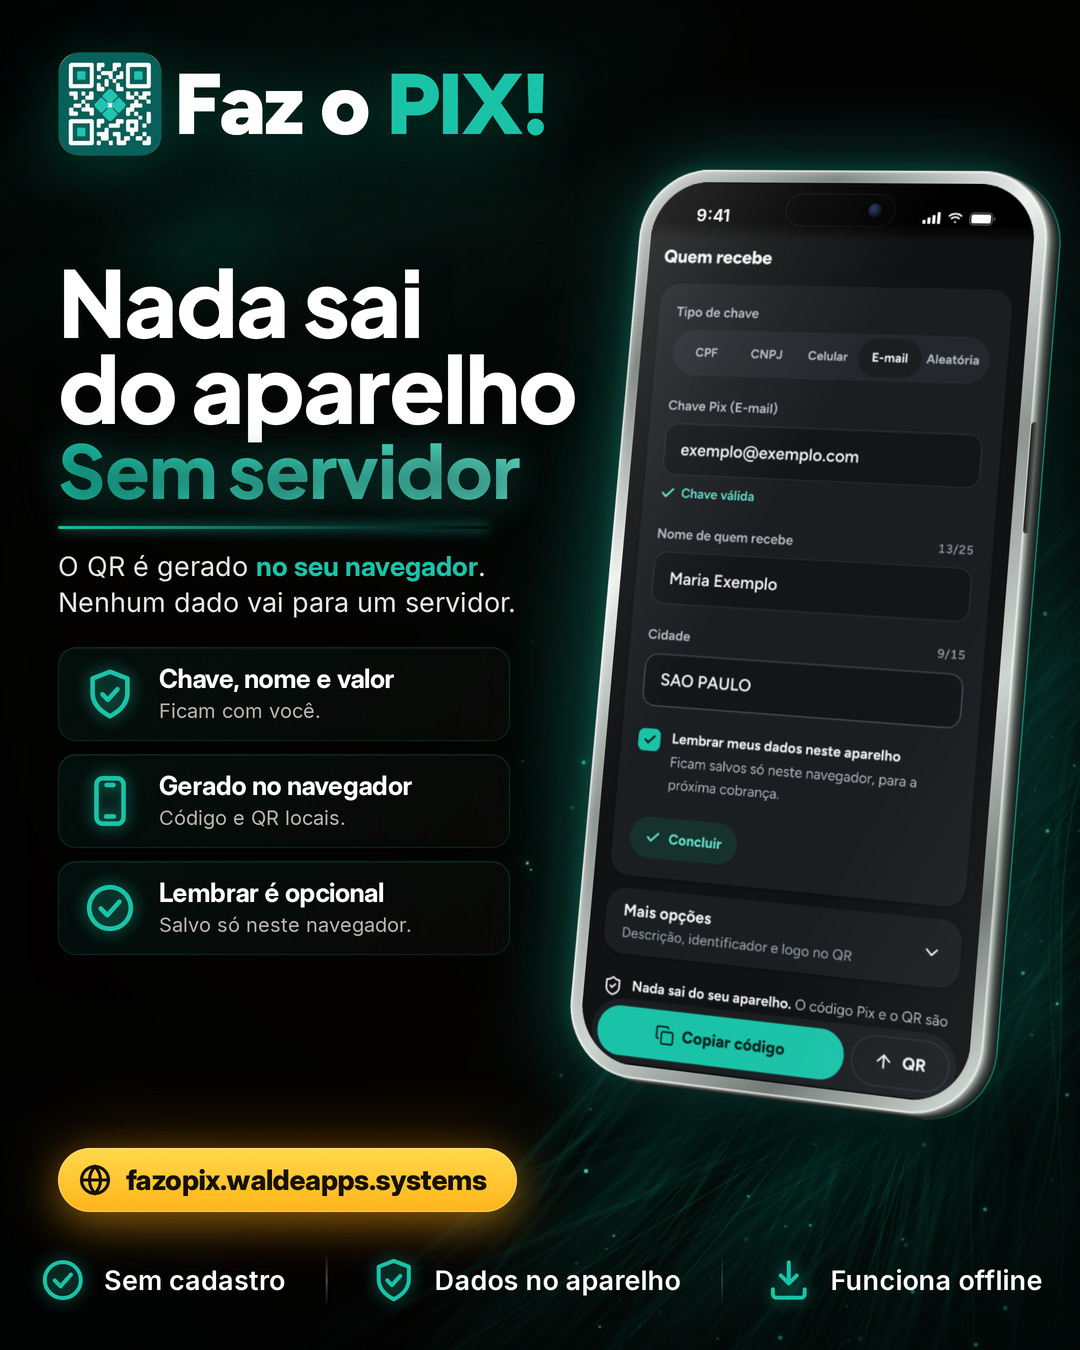 Faz o PIX!
Nada sai
do aparelho
Sem servidor
O QR é gerado no seu navegador.
Nenhum dado vai para um servidor.
Chave, nome e valor
Ficam com você.
Gerado no navegador
Código e QR locais.
Lembrar é opcional
Salvo só neste navegador.
9:41
Quem recebe
Tipo de chave
CPF CNPJ Celular E-mail Aleatória
Chave Pix (E-mail)
exemplo@exemplo.com
Chave válida
Nome de quem recebe 13/25
Maria Exemplo
Cidade 9/15
SAO PAULO
Lembrar meus dados neste aparelho
Ficam salvos só neste navegador, para a
próxima cobrança.
Concluir
Mais opções
Descrição, identificador e logo no QR
Nada sai do seu aparelho. O código Pix e o QR são
Copiar código QR
fazopix.waldeapps.systems
Sem cadastro Dados no aparelho Funciona offline